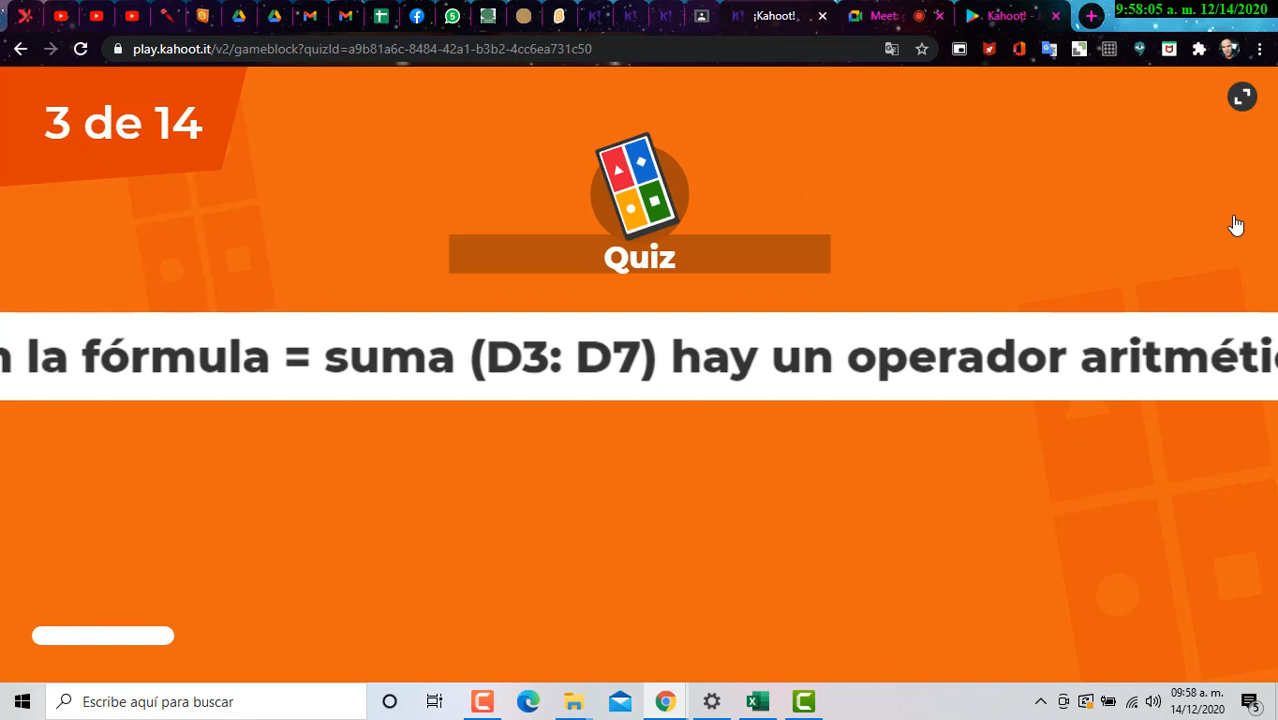 ¡Kahoot!
Meet:
Kahoot! -
9:58:05 a. m. 12/14/2020
play.kahoot.it/v2/gameblock?quizId=a9b81a6c-8484-42a1-b3b2-4cc6ea731c50
3 de 14
Quiz
la fórmula = suma (D3: D7) hay un operador aritméti
Escribe aquí para buscar
09:58 a. m.
14/12/2020
5